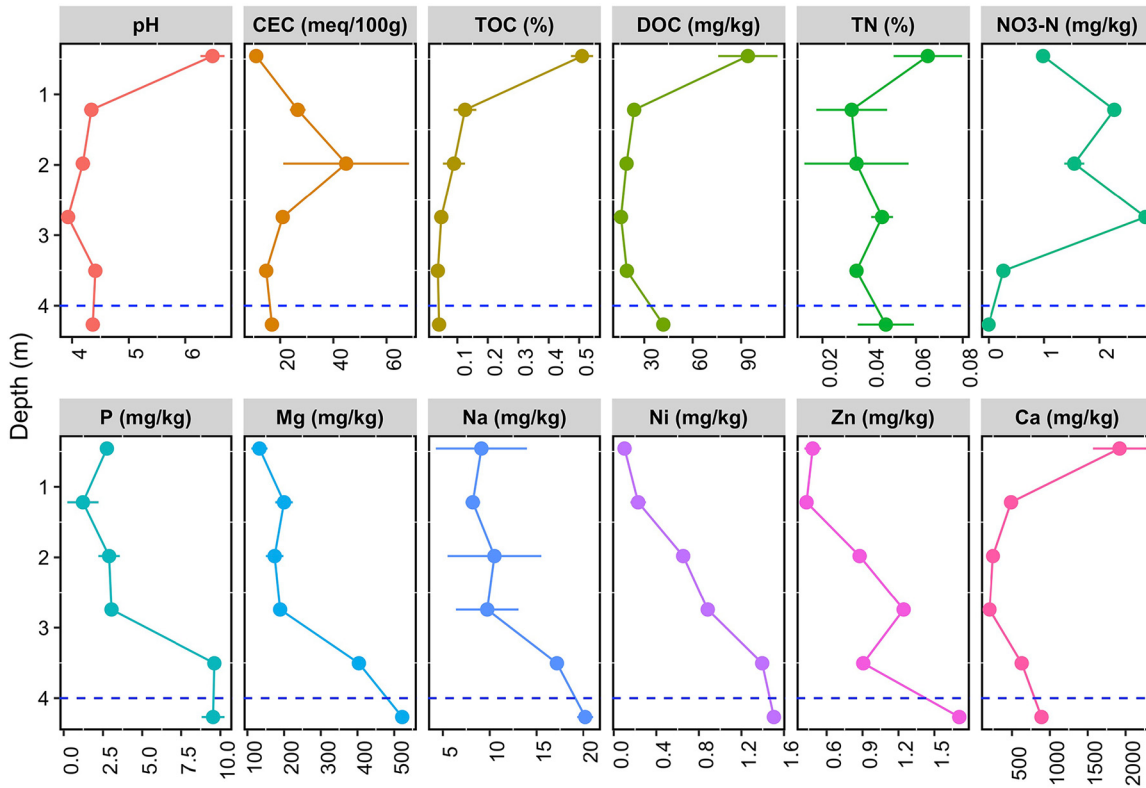 pH CEC (meq/100g) TOC (%) DOC (mg/kg) TN (%) NO3-N (mg/kg)
1
2
3
4
4 5 6 20 40 60 0.1 0.2 0.3 0.4 0.5 30 60 90 0.02 0.04 0.06 0.08 0 1 2
Depth (m)
P (mg/kg) Mg (mg/kg) Na (mg/kg) Ni (mg/kg) Zn (mg/kg) Ca (mg/kg)
1
2
3
4
0.0 2.5 5.0 7.5 10.0 100 200 300 400 500 5 10 15 20 0.0 0.4 0.8 1.2 1.6 0.6 0.9 1.2 1.5 500 1000 1500 2000